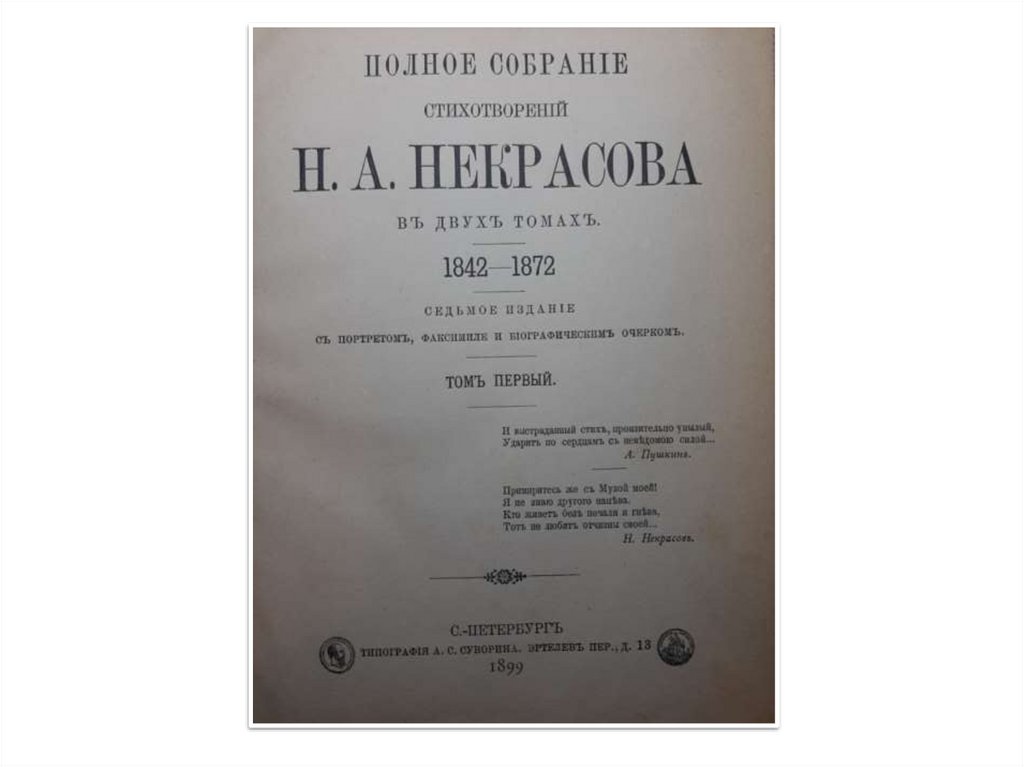 ПОЛНОЕ СОБРАНІЕ
СТИХОТВОРЕНІЙ
Н. А. НЕКРАСОВА
ВЪ ДВУХЪ ТОМАХЪ.
1842—1872
СЕДЬМОЕ ИЗДАНІЕ
СЪ ПОРТРЕТОМЪ, ФАКСИМИЛЕ И БІОГРАФИЧЕСКИМЪ ОЧЕРКОМЪ.
ТОМЪ ПЕРВЫЙ.
И выстраданный стихъ, пронзительно унылый,
Ударитъ по сердцамъ съ невѣдомою силой...
А. Пушкинъ.
Примиритесь же съ Музой моей!
Я не знаю другого напѣва.
Кто живетъ безъ печали и гнѣва,
Тотъ не любитъ отчизны своей...
Н. Некрасовъ.
С.-ПЕТЕРБУРГЪ
ТИПОГРАФІЯ А. С. СУВОРИНА. ЭРТЕЛЕВЪ ПЕР., Д. 13
1899